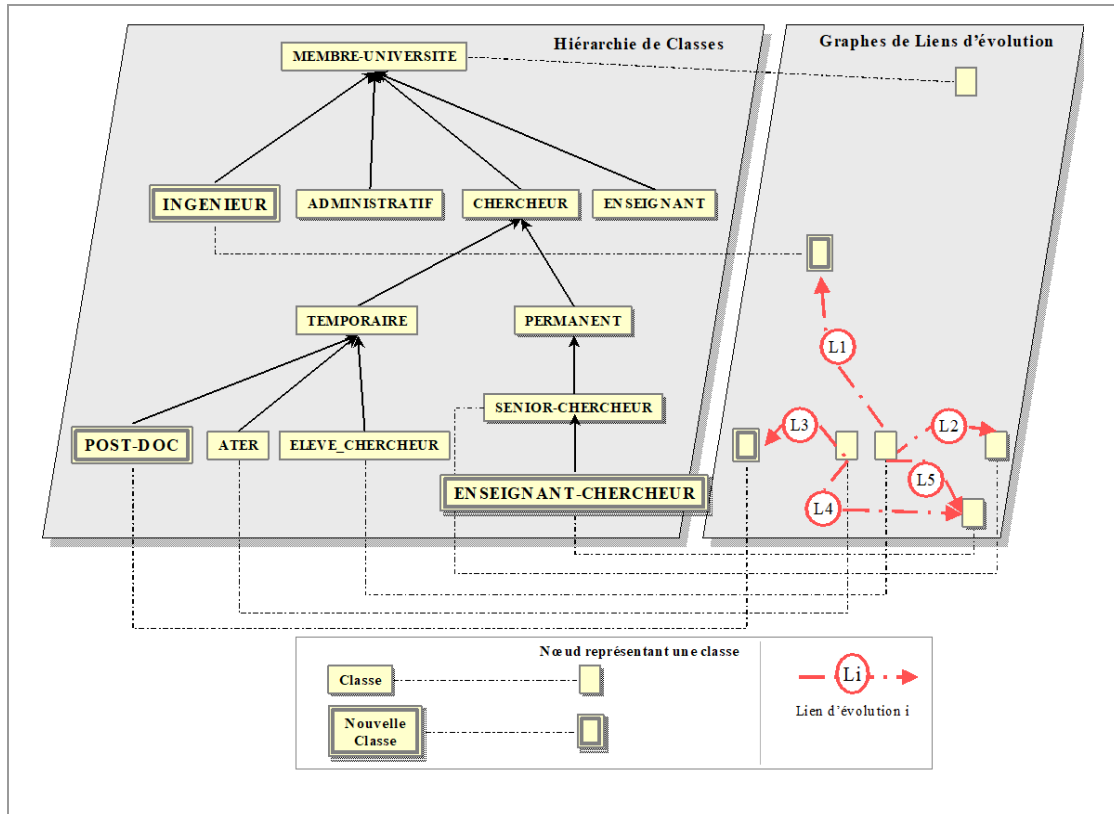 Hiérarchie de Classes
Graphes de Liens d'évolution
MEMBRE-UNIVERSITE
INGENIEUR
ADMINISTRATIF
CHERCHEUR
ENSEIGNANT
TEMPORAIRE
PERMANENT
L1
SENIOR-CHERCHEUR
POST-DOC
ATER
ELEVE_CHERCHEUR
L3
L2
L5
ENSEIGNANT-CHERCHEUR
L4
Nœud représentant une classe
Classe
Li
Lien d'évolution i
Nouvelle
Classe